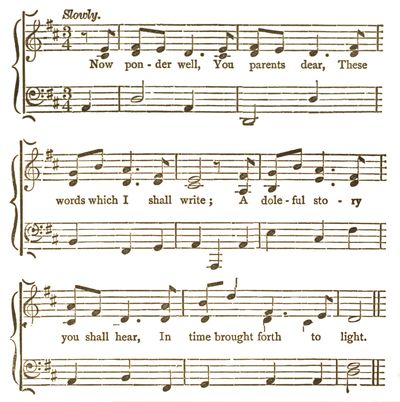 Slowly.
Now pon - der well, You parents dear, These
words which I shall write; A dole - ful sto - ry
you shall hear, In time brought forth to light.